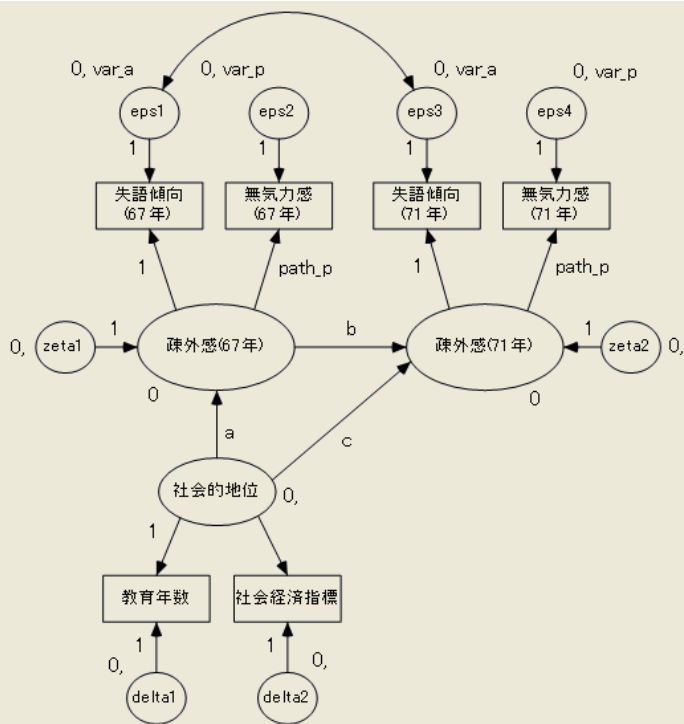 0, var_a
0, var_p
0, var_a
0, var_p
eps1
eps2
eps3
eps4
1
1
1
1
失語傾向
(67年)
無気力感
(67年)
失語傾向
(71年)
無気力感
(71年)
1
path_p
1
path_p
0,
zeta1
1
疎外感(67年)
b
疎外感(71年)
1
zeta2
0,
0
0
a
c
社会的地位
0,
1
教育年数
社会経済指標
1
1
0,
0,
delta1
delta2